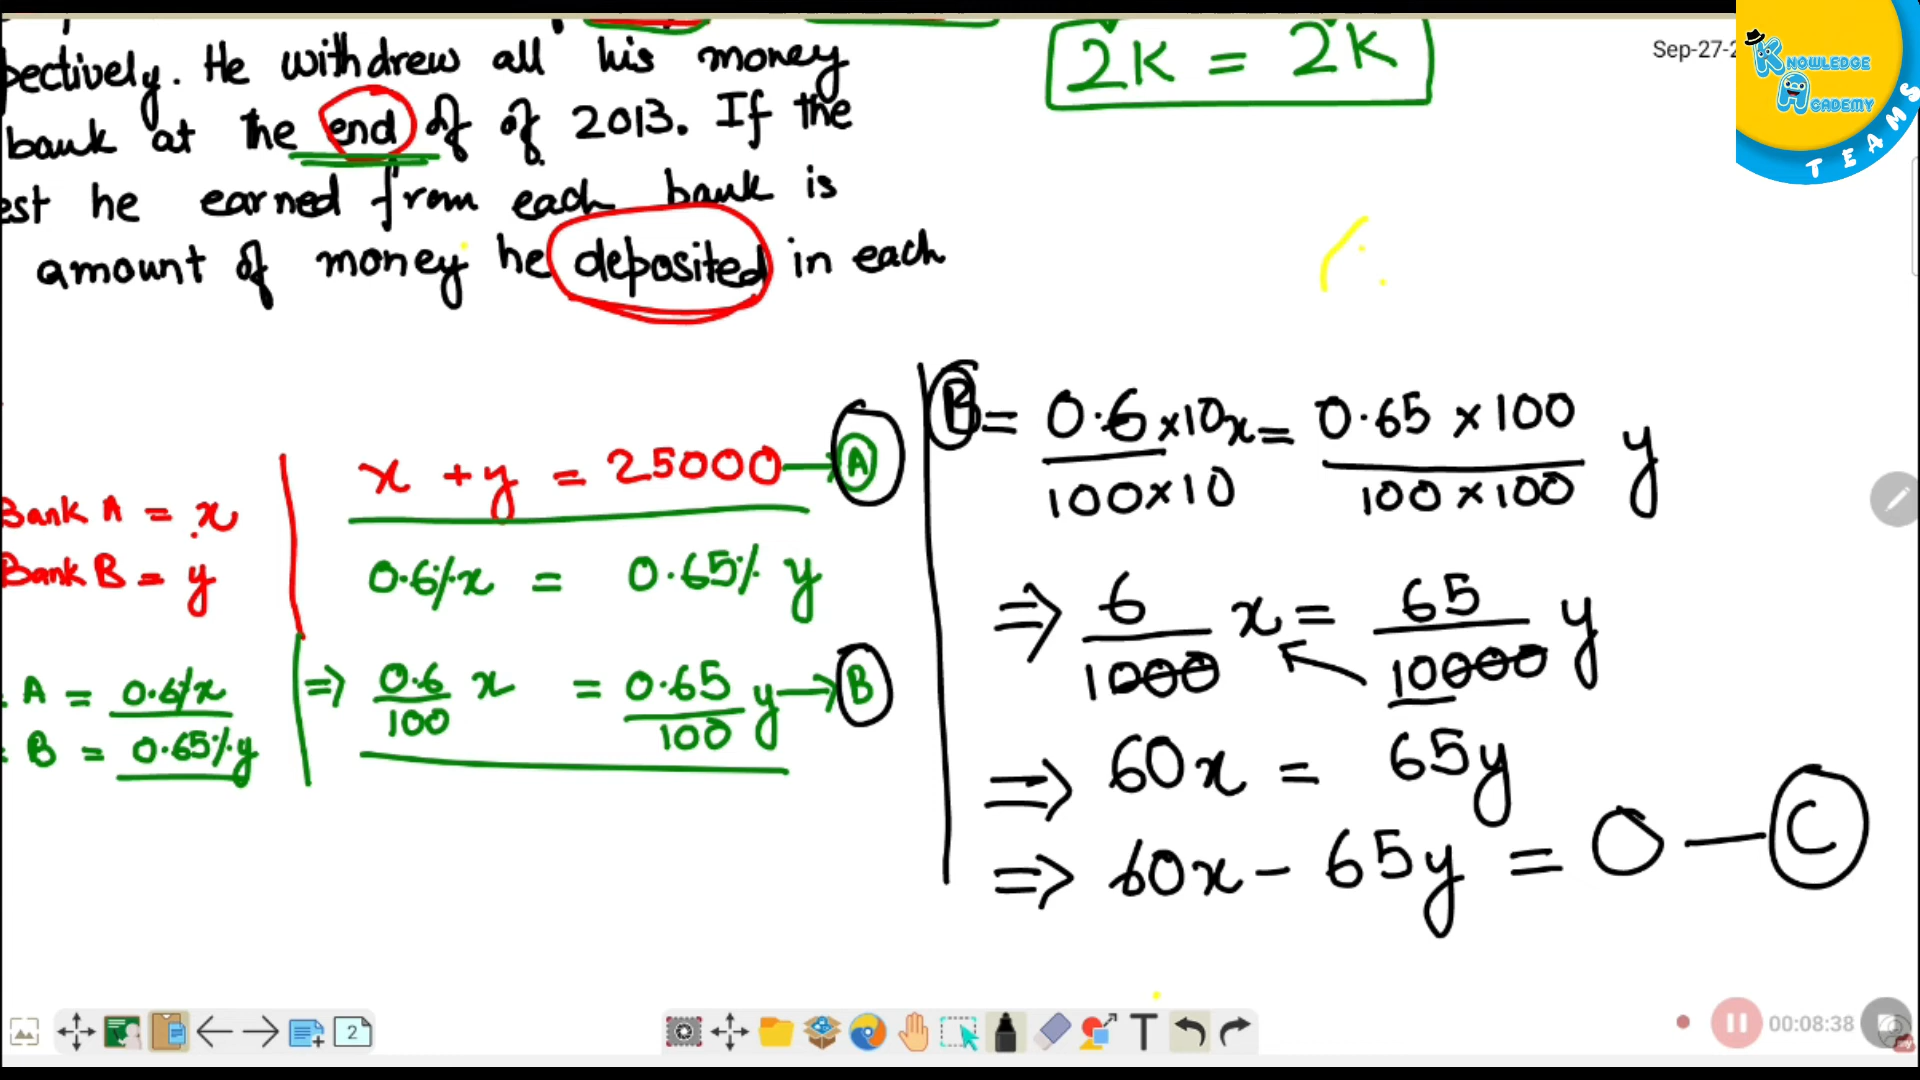 pectively. He withdrew all his money
bank at the end of of 2013. If the
est he earned from each bank is
amount of money he deposited in each
2K = 2K
Sep-27-2
KNOWLEDGE
ACADEMY
TEAMS
Bank A = x
Bank B = y
A = 0.6%x
= B = 0.65%y
x + y = 25000 → A
0.6%x = 0.65% y
⇒ 0.6/100 x = 0.65/100 y → B
B = 0.6×10x/100×10 = 0.65 × 100/100 × 100 y
⇒ 6/1000 x = 65/10000 y
⇒ 60x = 65y
⇒ 60x - 65y = 0 — C
2
T
00:08:38